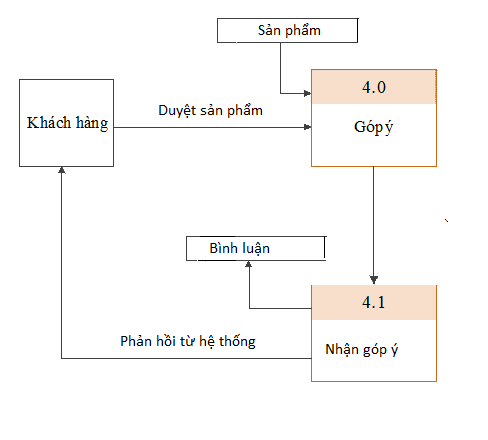 Sản phẩm
4.0
Góp ý
Khách hảng
Duyệt sản phẩm
Bình luận
4.1
Nhận góp ý
Phản hồi từ hệ thống